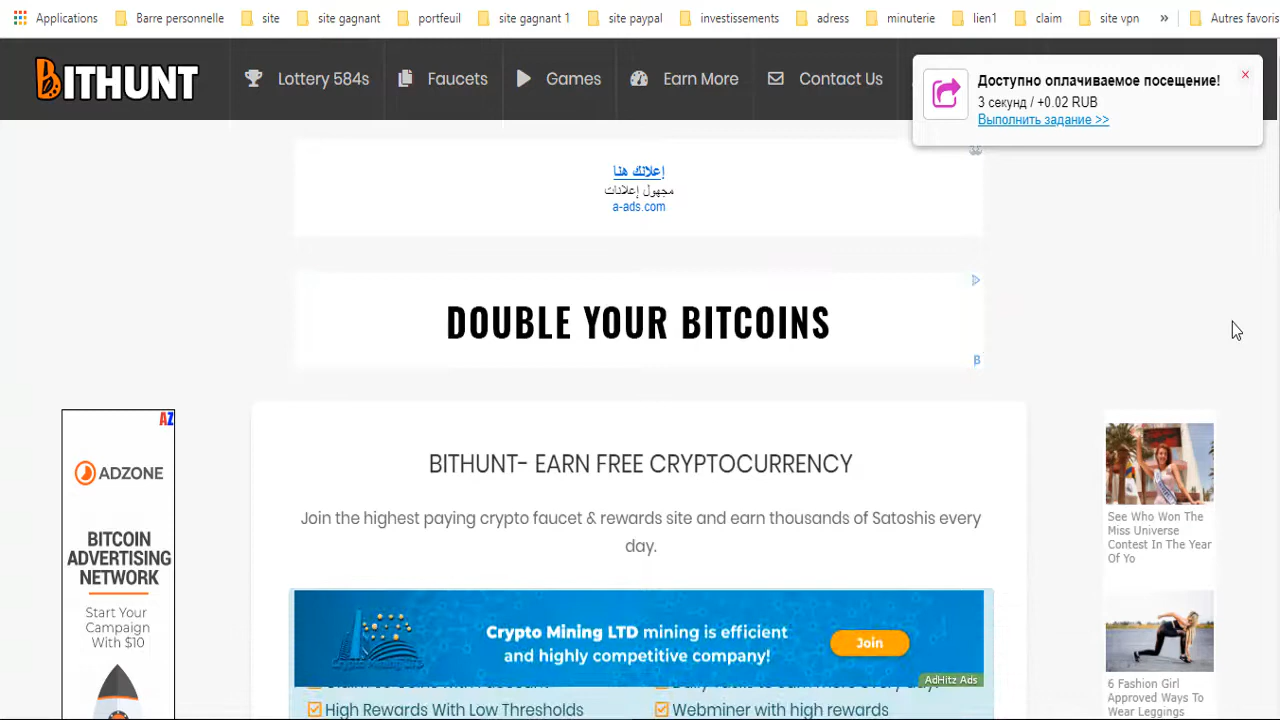 Applications
Barre personnelle
site
site gagnant
portfeuil
site gagnant 1
site paypal
investissements
adress
minuterie
lien1
claim
site vpn
»
Autres favoris
BITHUNT
Lottery 584s
Faucets
Games
Earn More
Contact Us
Доступно оплачиваемое посещение!
3 секунд / +0.02 RUB
Выполнить задание >>
إعلانك هنا
مجهول إعلانات
a-ads.com
DOUBLE YOUR BITCOINS
B
AZ
ADZONE
BITCOIN
ADVERTISING
NETWORK
Start Your
Campaign
With $10
BITHUNT- EARN FREE CRYPTOCURRENCY
Join the highest paying crypto faucet & rewards site and earn thousands of Satoshis every
day.
Crypto Mining LTD mining is efficient
and highly competitive company!
Join
AdHitz Ads
High Rewards With Low Thresholds
Webminer with high rewards
See Who Won The
Miss Universe
Contest In The Year
Of Yo
6 Fashion Girl
Approved Ways To
Wear Leggings